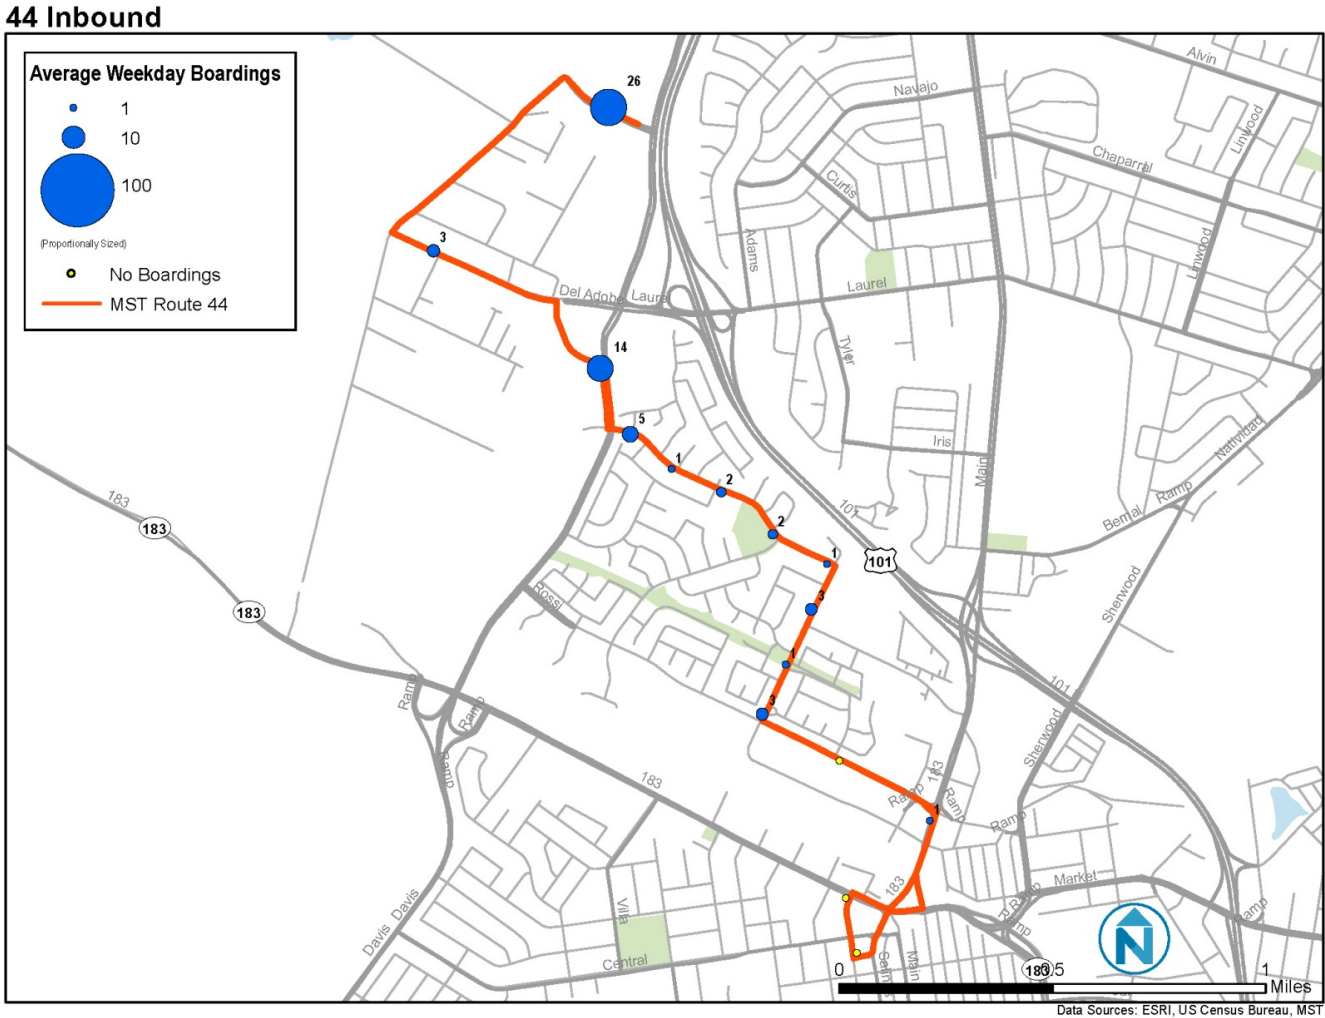 44 Inbound
Average Weekday Boardings
1
10
100
(Proportionally Sized)
No Boardings
MST Route 44
26
Alvin
Navajo
Linwood
Chaparral
Curtis
3
Adams
Linwood
Del Adobe
Laurel
Laurel
14
Tyler
5
Iris
Natividad
1
Main
2
183
183
101
Ramp
Bernal
2
1
101
183
Rossi
3
Sherwood
1
101
Ramp
Ramp
3
Sherwood
Ramp
183
183
Ramp
Ramp
1
Ramp
Market
183
Ramp
Ramp
Ramp
Villa
Davis
Davis
Central
Main
N
183
0
0.5
1
Miles
Data Sources: ESRI, US Census Bureau, MST